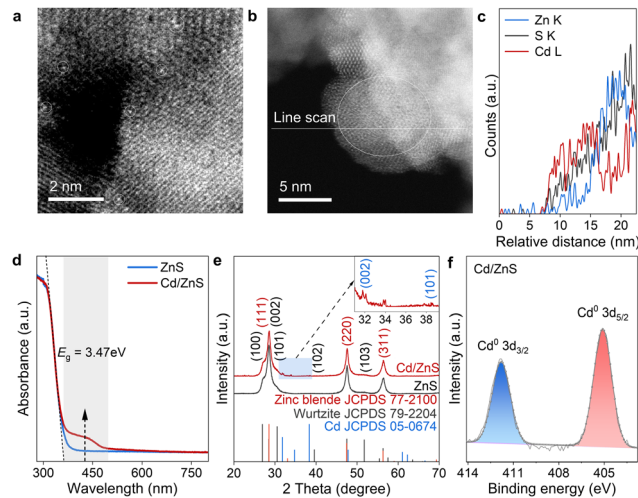 a
2 nm
b
Line scan
5 nm
c
Zn K
S K
Cd L
Counts (a.u.)
0 5 10 15 20
Relative distance (nm)
d
ZnS
Cd/ZnS
Eg = 3.47eV
Absorbance (a.u.)
300 450 600 750
Wavelength (nm)
e
(002)
(101)
32 34 36 38
(100)
(111)
(002)
(101)
(102)
(220)
(103)
(311)
Cd/ZnS
ZnS
Zinc blende JCPDS 77-2100
Wurtzite JCPDS 79-2204
Cd JCPDS 05-0674
Intensity (a.u.)
20 30 40 50 60 70
2 Theta (degree)
f
Cd/ZnS
Cd⁰ 3d5/2
Cd⁰ 3d3/2
Intensity (a.u.)
414 411 408 405 402
Binding energy (eV)